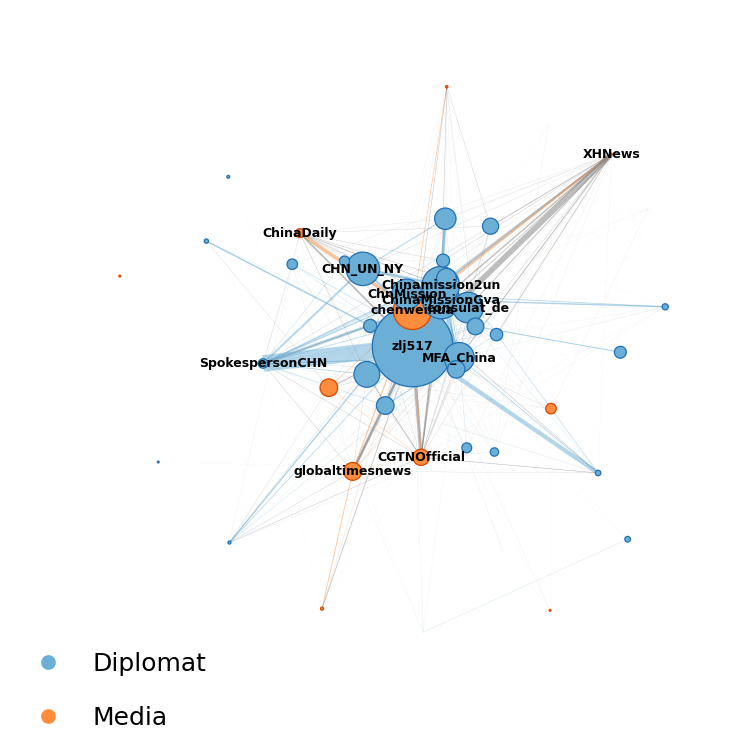 XHNews
ChinaDaily
CHN_UN_NY
Chinamission2un
ChnMission
ChinaMissionGva
chenweihua
consulat_de
zlj517
MFA_China
SpokespersonCHN
CGTNOfficial
globaltimesnews
Diplomat
Media